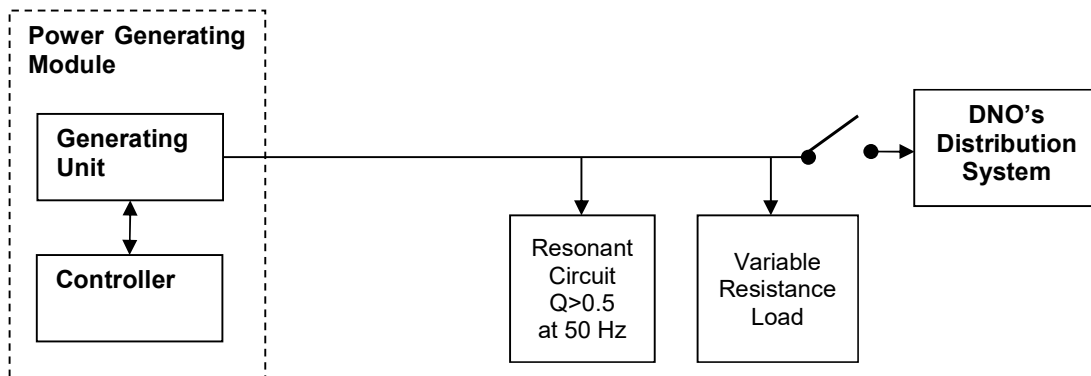 Power Generating
Module
Generating
Unit
Controller
Resonant
Circuit
Q>0.5
at 50 Hz
Variable
Resistance
Load
DNO's
Distribution
System